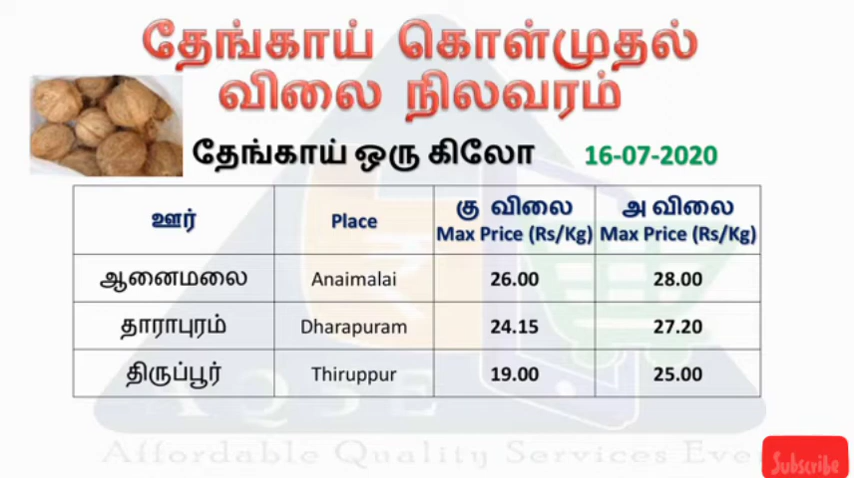 தேங்காய் கொள்முதல்
விலை நிலவரம்
தேங்காய் ஒரு கிலோ 16-07-2020
ஊர் Place கு விலை Max Price (Rs/Kg) அ விலை Max Price (Rs/Kg)
ஆனைமலை Anaimalai 26.00 28.00
தாராபுரம் Dharapuram 24.15 27.20
திருப்பூர் Thiruppur 19.00 25.00
A Q S E
Affordable Quality Services Eve
Subscribe